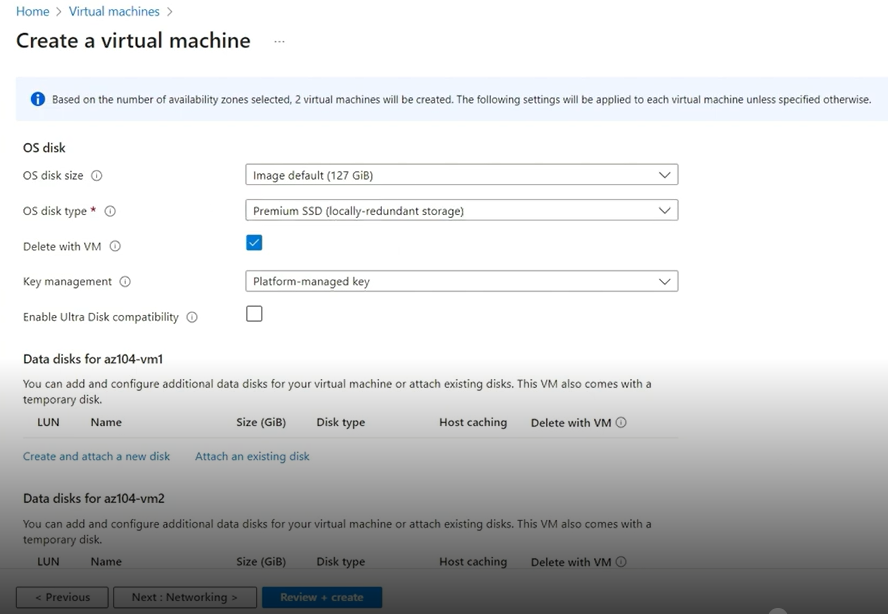 Home > Virtual machines >
Create a virtual machine ...
Based on the number of availability zones selected, 2 virtual machines will be created. The following settings will be applied to each virtual machine unless specified otherwise.
OS disk
OS disk size
Image default (127 GiB)
OS disk type *
Premium SSD (locally-redundant storage)
Delete with VM
Key management
Platform-managed key
Enable Ultra Disk compatibility
Data disks for az104-vm1
You can add and configure additional data disks for your virtual machine or attach existing disks. This VM also comes with a
temporary disk.
LUN Name Size (GiB) Disk type Host caching Delete with VM
Create and attach a new disk Attach an existing disk
Data disks for az104-vm2
You can add and configure additional data disks for your virtual machine or attach existing disks. This VM also comes with a
temporary disk.
LUN Name Size (GiB) Disk type Host caching Delete with VM
< Previous Next : Networking > Review + create